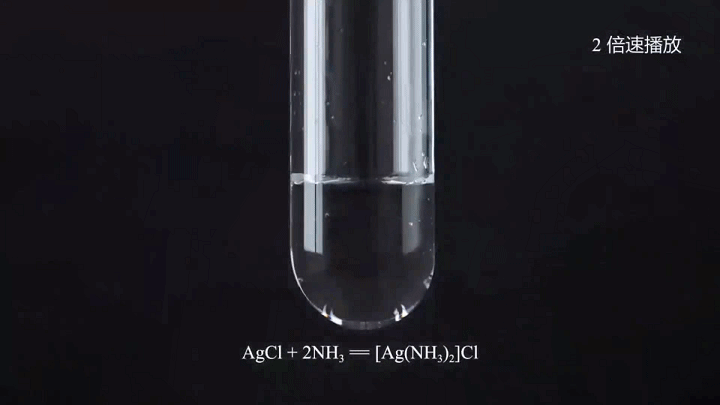 2 倍速播放
AgCl + 2NH₃ == [Ag(NH₃)₂]Cl